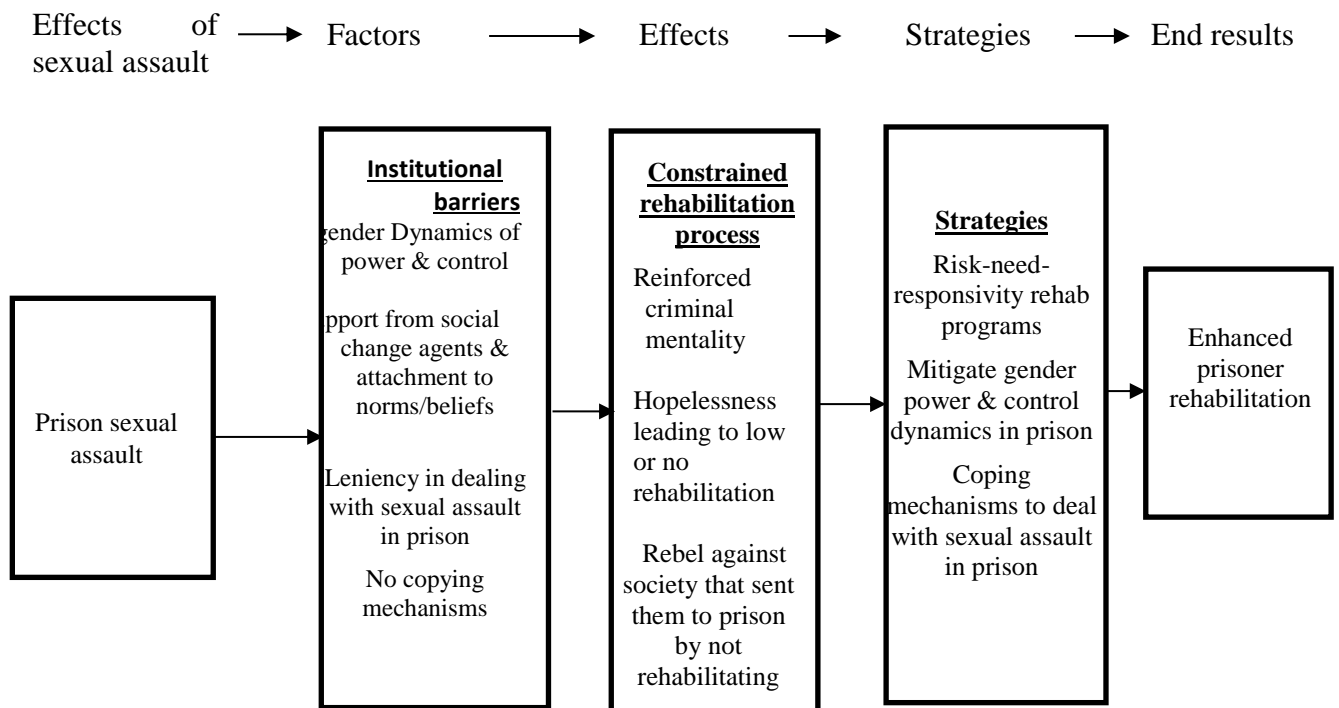 Effects of
sexual assault
Factors
Effects
Strategies
End results
Prison sexual
assault
Institutional
barriers
gender Dynamics of
power & control
pport from social
change agents &
attachment to
norms/beliefs
Leniency in dealing
with sexual assault
in prison
No copying
mechanisms
Constrained
rehabilitation
process
Reinforced
criminal
mentality
Hopelessness
leading to low
or no
rehabilitation
Rebel against
society that sent
them to prison
by not
rehabilitating
Strategies
Risk-need-
responsivity rehab
programs
Mitigate gender
power & control
dynamics in prison
Coping
mechanisms to deal
with sexual assault
in prison
Enhanced
prisoner
rehabilitation